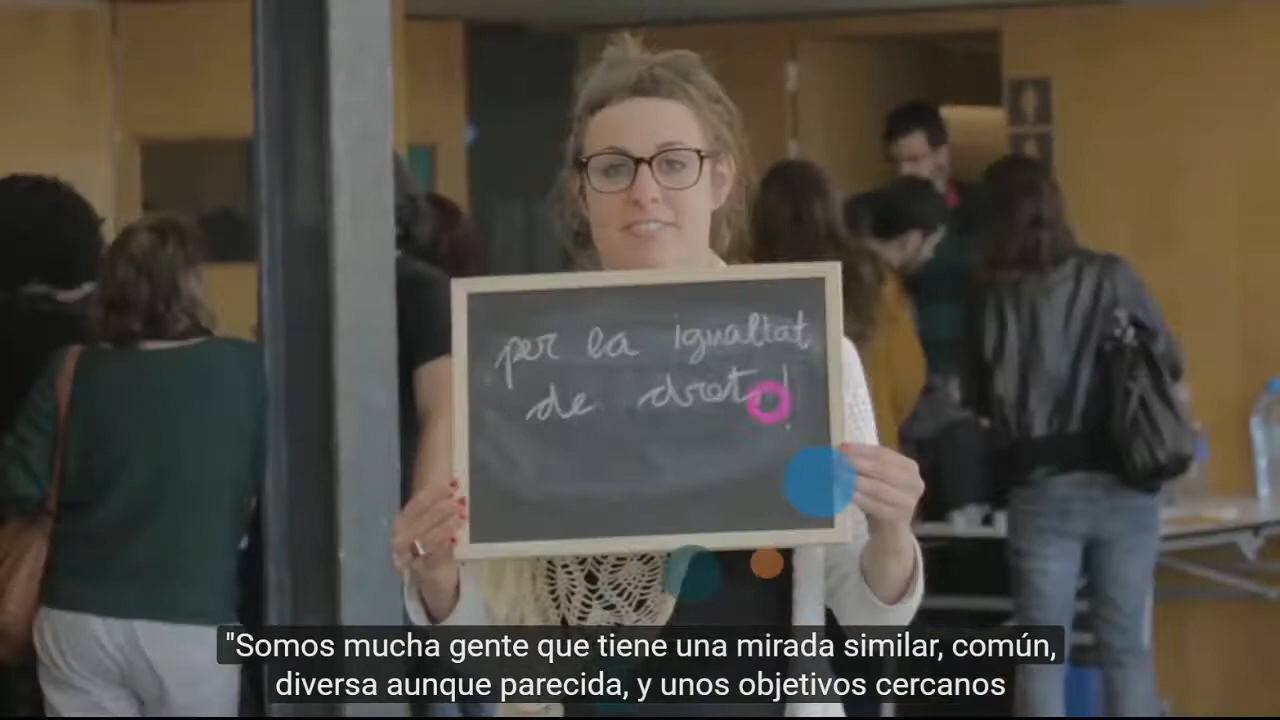 per la igualtat
de drets!
"Somos mucha gente que tiene una mirada similar, común,
diversa aunque parecida, y unos objetivos cercanos